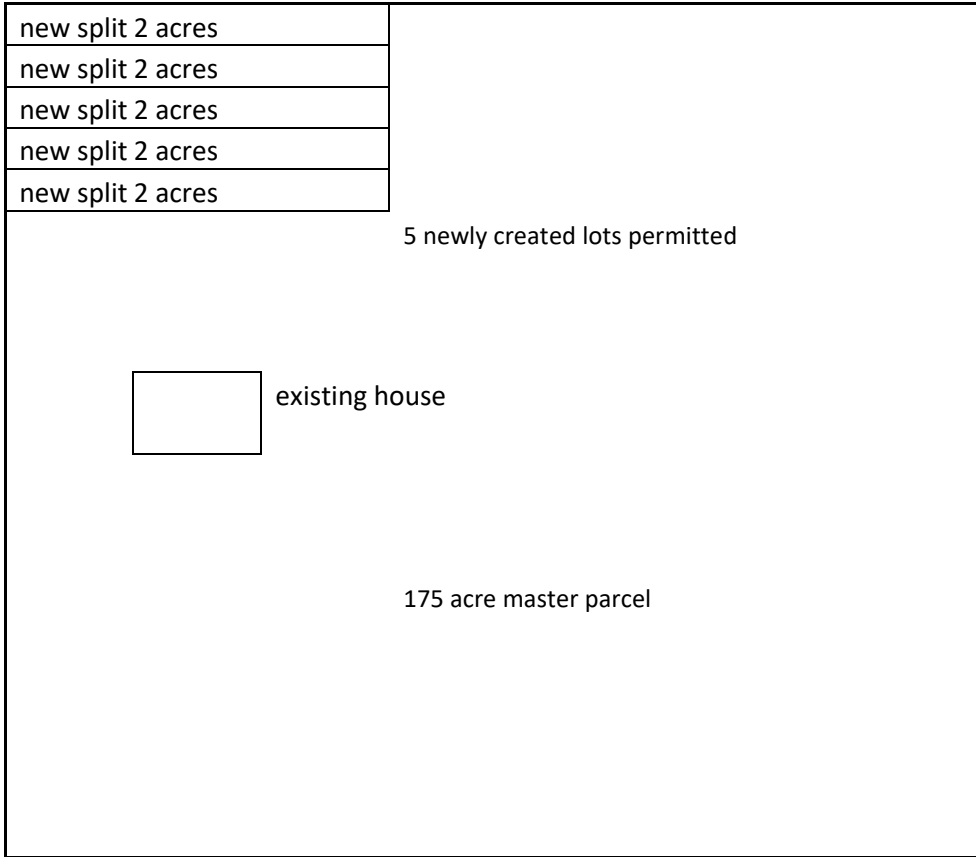 new split 2 acres
new split 2 acres
new split 2 acres
new split 2 acres
new split 2 acres
5 newly created lots permitted
existing house
175 acre master parcel